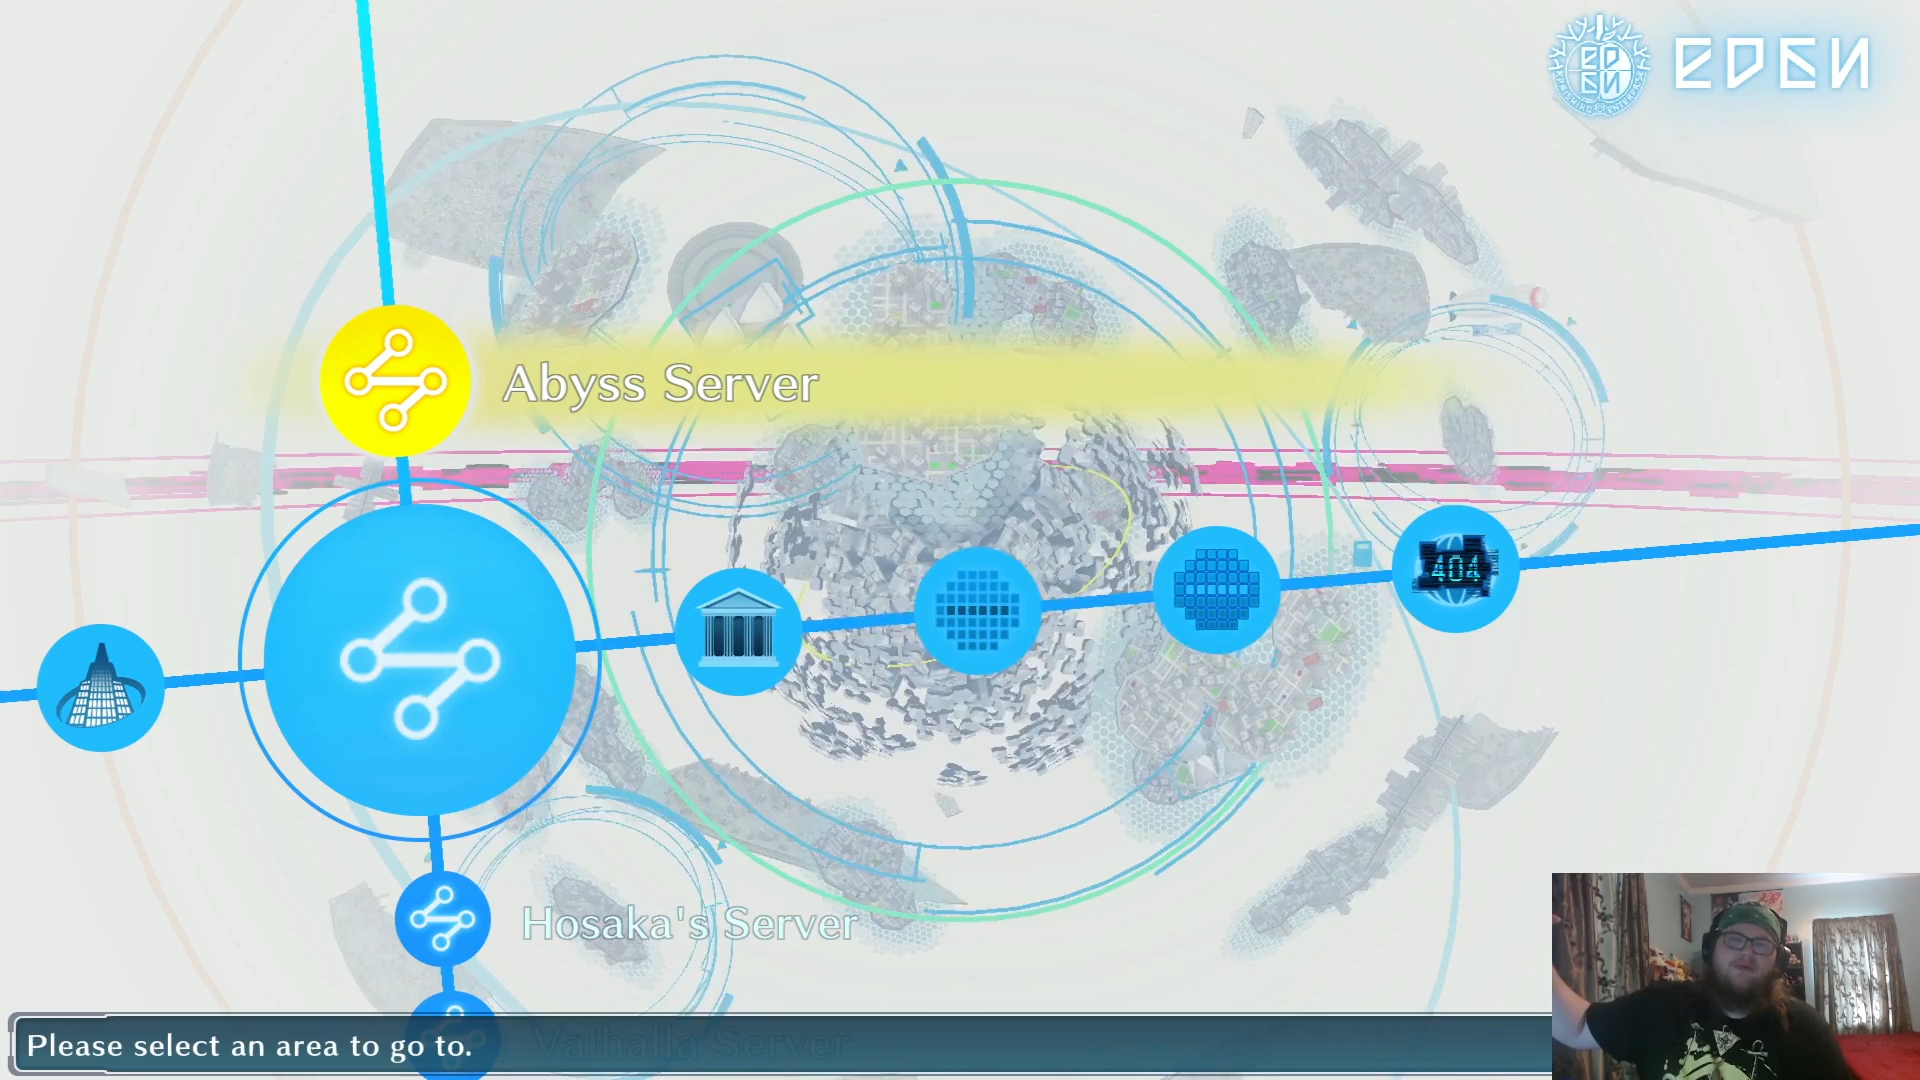 EDEN
Abyss Server
404
Hosaka's Server
Valhalla Server
Please select an area to go to.